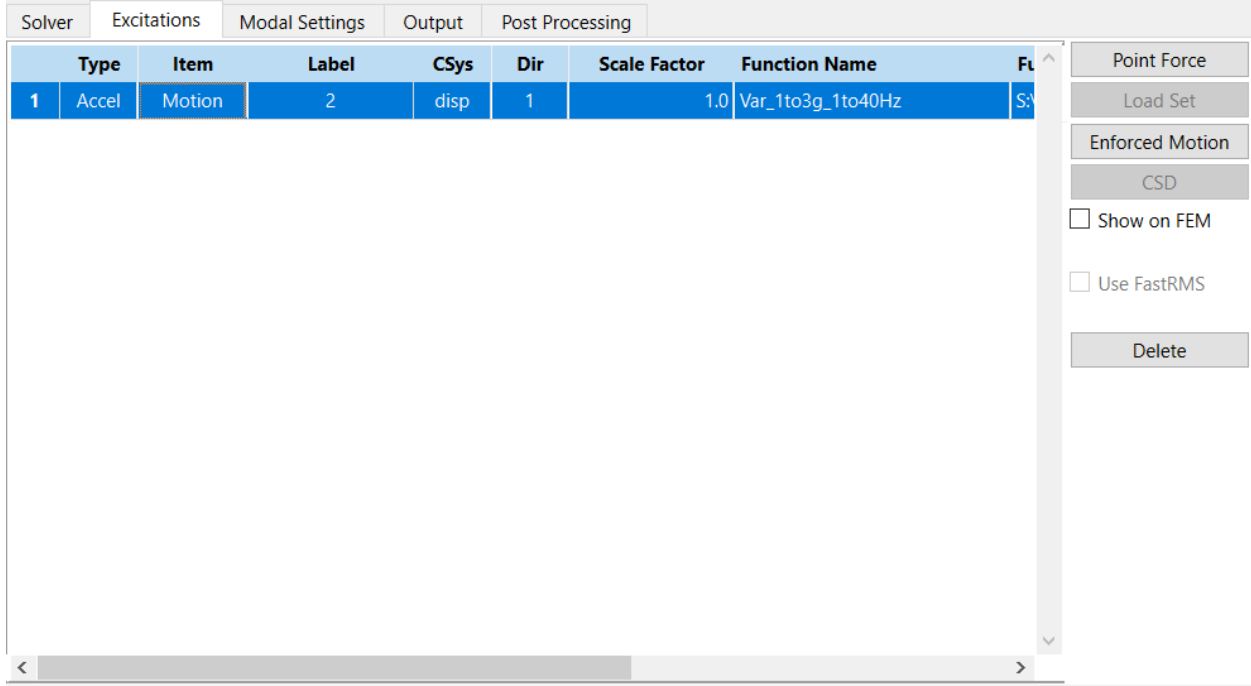 Solver Excitations Modal Settings Output Post Processing
Type Item Label CSys Dir Scale Factor Function Name Fu
1 Accel Motion 2 disp 1 1.0 Var_1to3g_1to40Hz S:\
Point Force
Load Set
Enforced Motion
CSD
Show on FEM
Use FastRMS
Delete